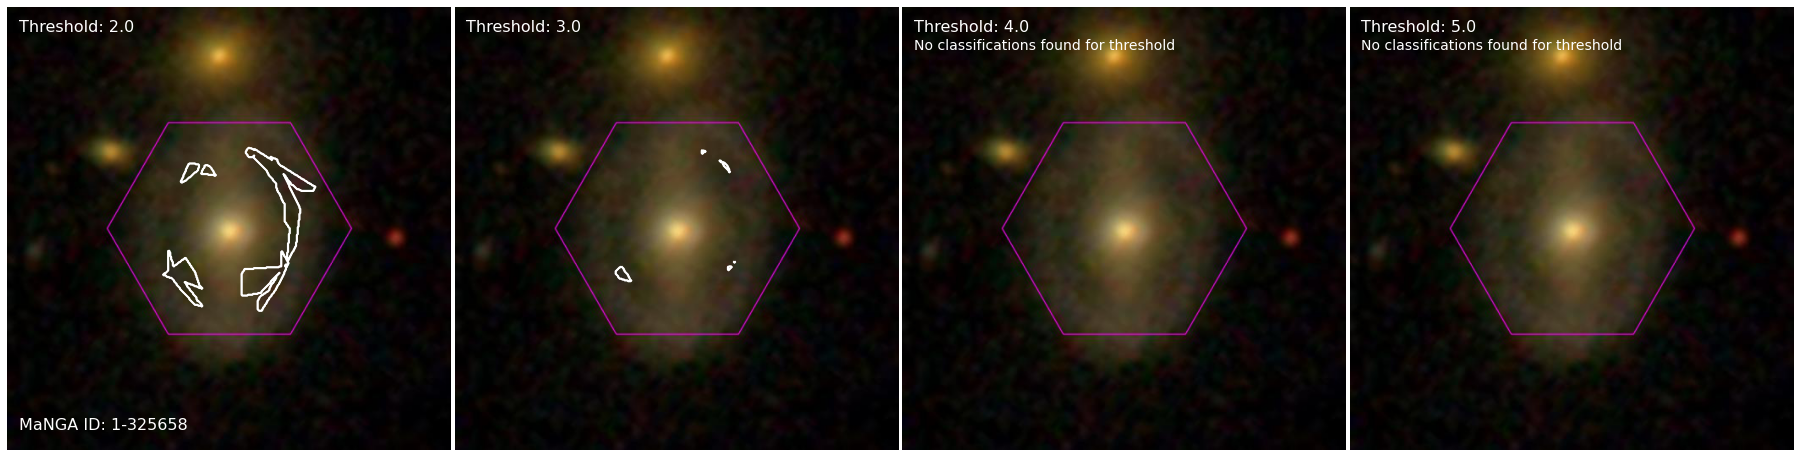 Threshold: 2.0
MaNGA ID: 1-325658
Threshold: 3.0
Threshold: 4.0
No classifications found for threshold
Threshold: 5.0
No classifications found for threshold